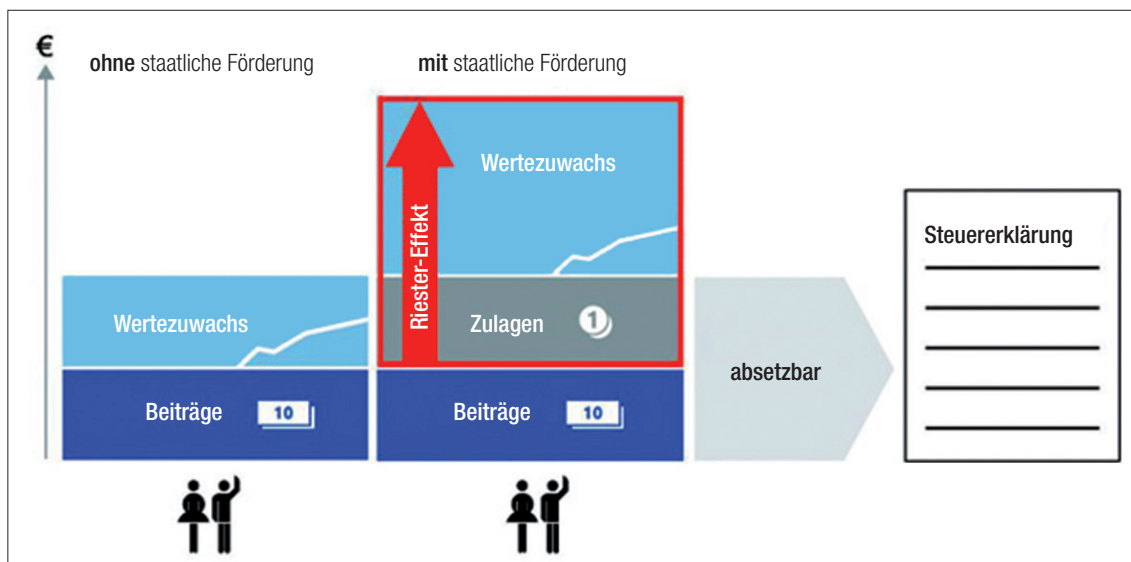 €
ohne staatliche Förderung
mit staatliche Förderung
Wertezuwachs
Riester-Effekt
Steuererklärung
Wertezuwachs
Zulagen 1
absetzbar
Beiträge 10
Beiträge 10